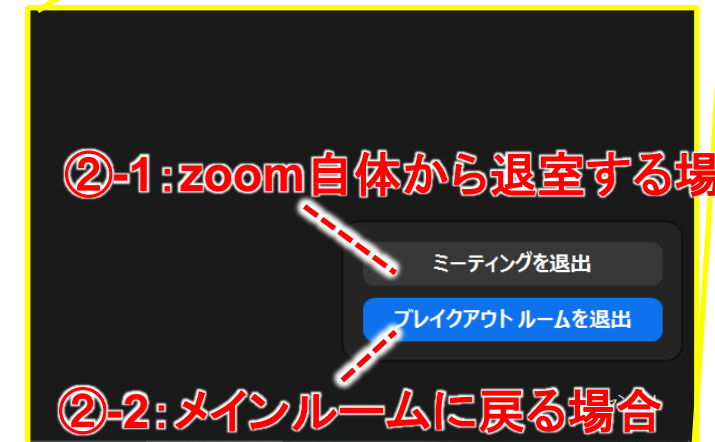 ②-1:zoom自体から退室する場
ミーティングを退出
ブレイクアウト ルームを退出
②-2:メインルームに戻る場合